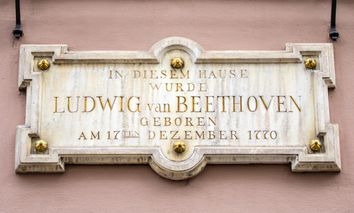 IN DIESEM HAUSE
WURDE
LUDWIG van BEETHOVEN
GEBOREN
AM 17TEN DEZEMBER 1770